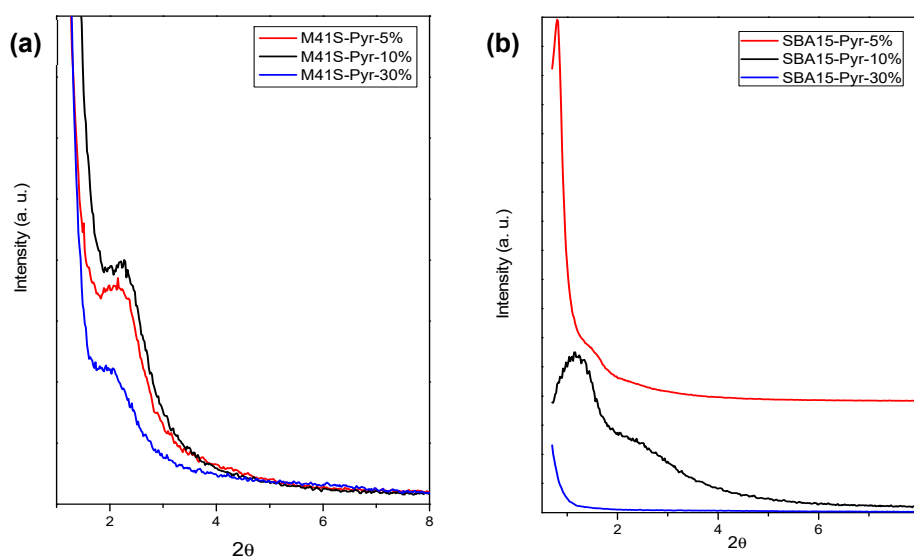 (a)
M41S-Pyr-5%
M41S-Pyr-10%
M41S-Pyr-30%
Intensity (a. u.)
2 4 6 8
2θ
(b)
SBA15-Pyr-5%
SBA15-Pyr-10%
SBA15-Pyr-30%
Intensity (a. u.)
2 4 6
2θ